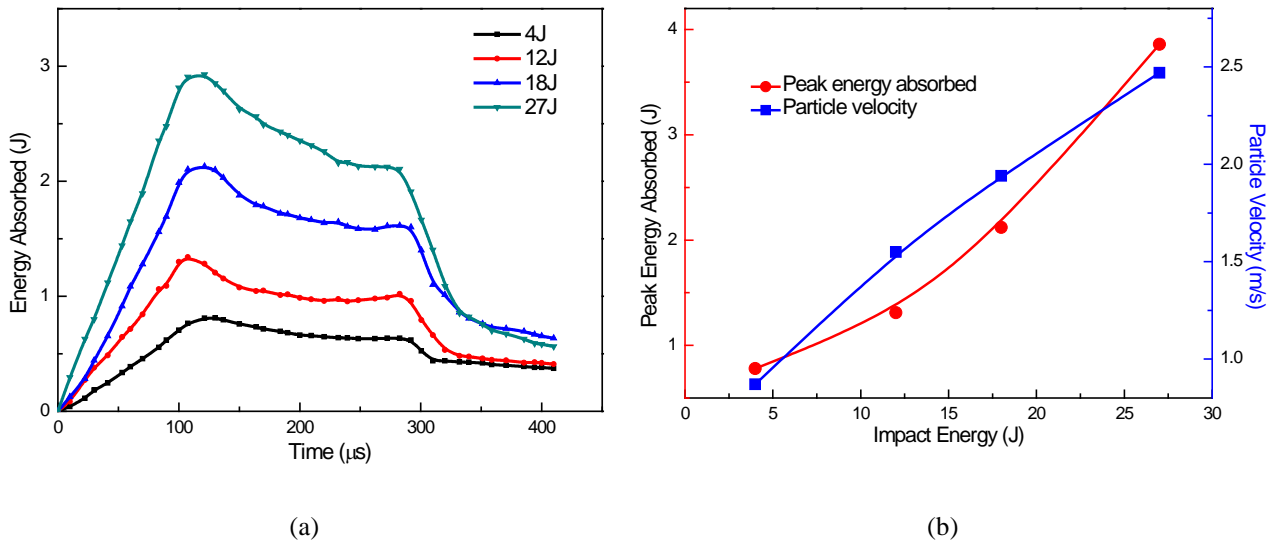 4J
12J
18J
27J
3
2
1
0
Energy Absorbed (J)
0 100 200 300 400
Time (μs)
(a)
Peak energy absorbed
Particle velocity
4
3
2
1
Peak Energy Absorbed (J)
2.5
2.0
1.5
1.0
Particle Velocity (m/s)
0 5 10 15 20 25 30
Impact Energy (J)
(b)